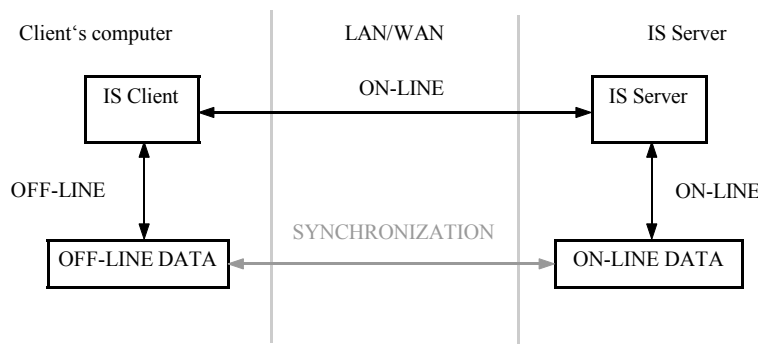 Client‘s computer
LAN/WAN
IS Server
IS Client
ON-LINE
IS Server
OFF-LINE
ON-LINE
SYNCHRONIZATION
OFF-LINE DATA
ON-LINE DATA